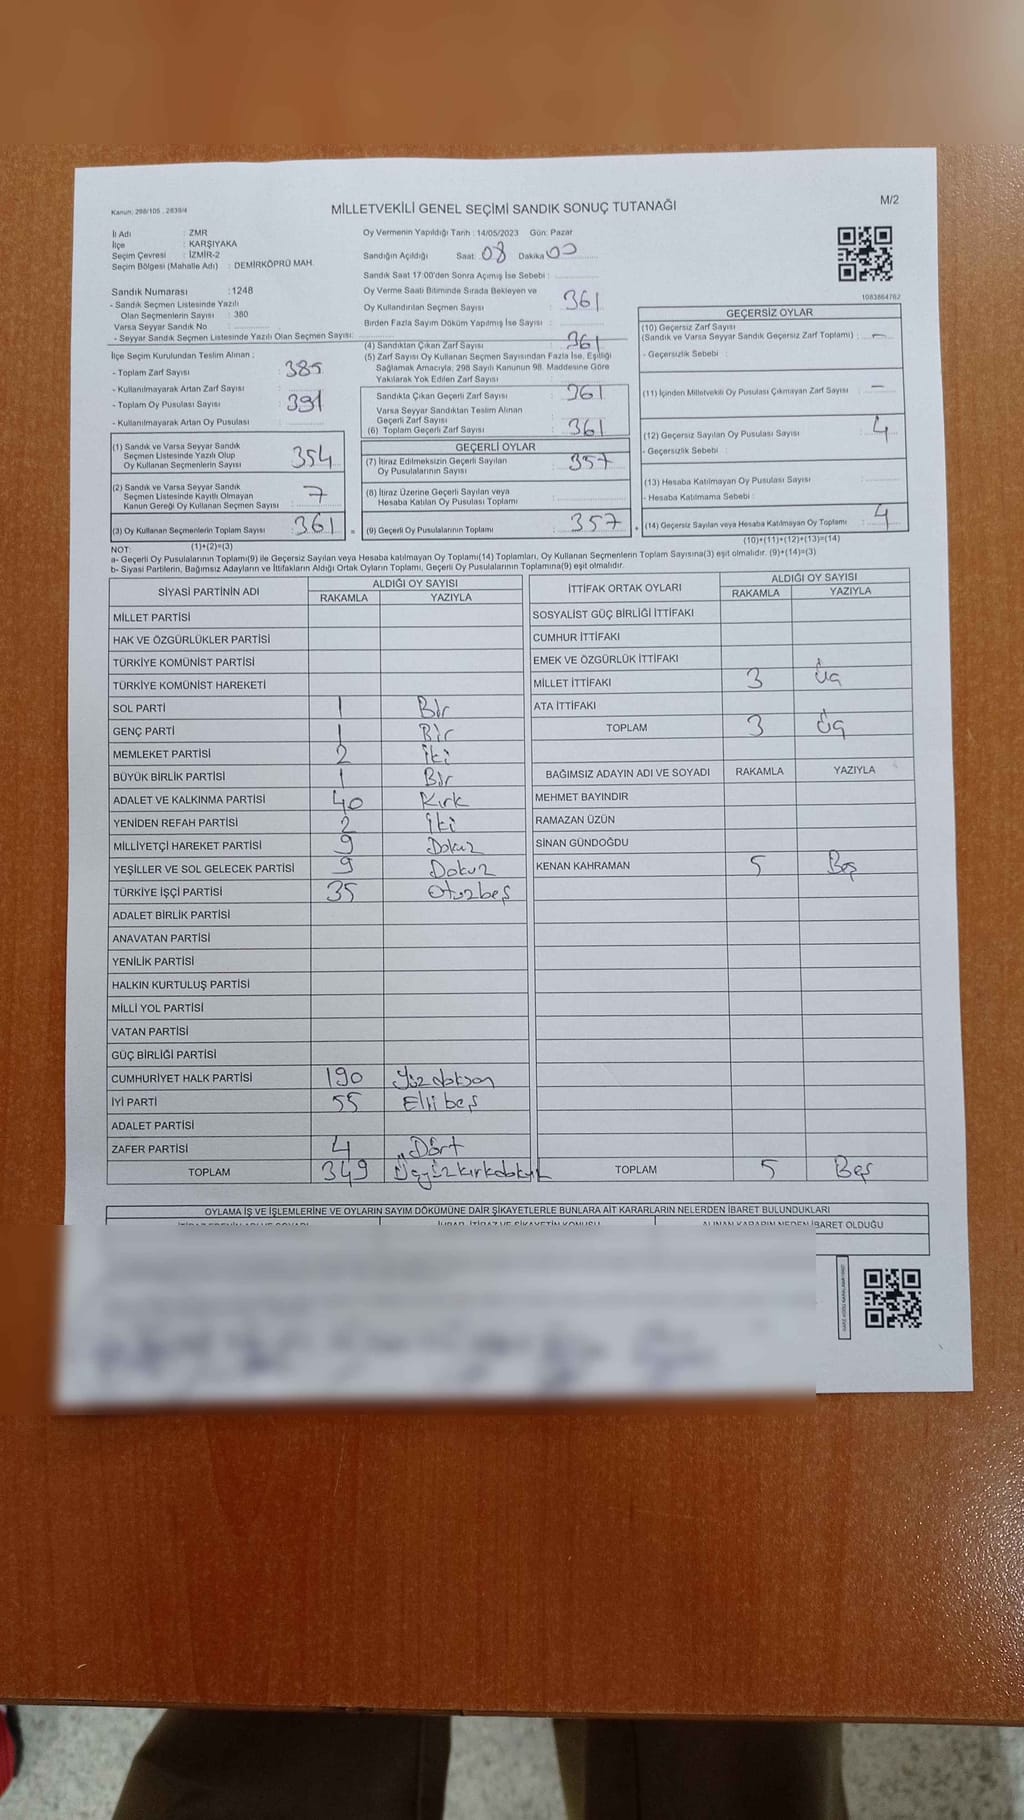 Kanun: 298/105 , 2839/4
MİLLETVEKİLİ GENEL SEÇİMİ SANDIK SONUÇ TUTANAĞI
M/2
İl Adı : ZMR
İlçe : KARŞIYAKA
Seçim Çevresi : İZMİR-2
Seçim Bölgesi (Mahalle Adı) : DEMİRKÖPRÜ MAH.
Sandık Numarası : 1248
- Sandık Seçmen Listesinde Yazılı
Olan Seçmenlerin Sayısı : 380
Varsa Seyyar Sandık No
- Seyyar Sandık Seçmen Listesinde Yazılı Olan Seçmen Sayısı:
İlçe Seçim Kurulundan Teslim Alınan :
- Toplam Zarf Sayısı 385
- Kullanılmayarak Artan Zarf Sayısı
- Toplam Oy Pusulası Sayısı 391
- Kullanılmayarak Artan Oy Pusulası
(1) Sandık ve Varsa Seyyar Sandık
Seçmen Listesinde Yazılı Olup
Oy Kullanan Seçmenlerin Sayısı 354
(2) Sandık ve Varsa Seyyar Sandık
Seçmen Listesinde Kayıtlı Olmayan
Kanun Gereği Oy Kullanan Seçmen Sayısı : 7
(3) Oy Kullanan Seçmenlerin Toplam Sayısı : 361
(1)+(2)=(3)
Oy Vermenin Yapıldığı Tarih : 14/05/2023 Gün: Pazar
Sandığın Açıldığı Saat: 08 Dakika 00
Sandık Saat 17:00'den Sonra Açımış İse Sebebi :
Oy Verme Saati Bitiminde Sırada Bekleyen ve
Oy Kullandırılan Seçmen Sayısı : 361
Birden Fazla Sayım Döküm Yapılmış İse Sayısı :
(4) Sandıktan Çıkan Zarf Sayısı : 361
(5) Zarf Sayısı Oy Kullanan Seçmen Sayısından Fazla İse, Eşitliği
Sağlamak Amacıyla, 298 Sayılı Kanunun 98. Maddesine Göre
Yakılarak Yok Edilen Zarf Sayısı :
Sandıkta Çıkan Geçerli Zarf Sayısı : 361
Varsa Seyyar Sandıktan Teslim Alınan
Geçerli Zarf Sayısı
(6) Toplam Geçerli Zarf Sayısı : 361
GEÇERLİ OYLAR
(7) İtiraz Edilmeksizin Geçerli Sayılan
Oy Pusulalarının Sayısı : 357
(8) İtiraz Üzerine Geçerli Sayılan veya
Hesaba Katılan Oy Pusulası Toplamı :
= (9) Geçerli Oy Pusulalarının Toplamı : 357 +
1083864762
GEÇERSİZ OYLAR
(10) Geçersiz Zarf Sayısı
(Sandık ve Varsa Seyyar Sandık Geçersiz Zarf Toplamı) : -
- Geçersizlik Sebebi :
(11) İçinden Milletvekili Oy Pusulası Çıkmayan Zarf Sayısı -
(12) Geçersiz Sayılan Oy Pusulası Sayısı : 4
- Geçersizlik Sebebi :
(13) Hesaba Katılmayan Oy Pusulası Sayısı
- Hesaba Katılmama Sebebi :
(14) Geçersiz Sayılan veya Hesaba Katılmayan Oy Toplamı : 4
(10)+(11)+(12)+(13)=(14)
NOT:
a- Geçerli Oy Pusulalarının Toplamı(9) ile Geçersiz Sayılan veya Hesaba Katılmayan Oy Toplamı(14) Toplamları, Oy Kullanan Seçmenlerin Toplam Sayısına(3) eşit olmalıdır. (9)+(14)=(3)
b- Siyasi Partilerin, Bağımsız Adayların ve İttifakların Aldığı Ortak Oyların Toplamı, Geçerli Oy Pusulalarının Toplamına(9) eşit olmalıdır.
SİYASİ PARTİNİN ADI ALDIĞI OY SAYISI
RAKAMLA YAZIYLA
MİLLET PARTİSİ
HAK VE ÖZGÜRLÜKLER PARTİSİ
TÜRKİYE KOMÜNİST PARTİSİ
TÜRKİYE KOMÜNİST HAREKETİ
SOL PARTİ 1 Bir
GENÇ PARTİ 1 Bir
MEMLEKET PARTİSİ 2 İki
BÜYÜK BİRLİK PARTİSİ 1 Bir
ADALET VE KALKINMA PARTİSİ 40 Kırk
YENİDEN REFAH PARTİSİ 2 İki
MİLLİYETÇİ HAREKET PARTİSİ 9 Dokuz
YEŞİLLER VE SOL GELECEK PARTİSİ 9 Dokuz
TÜRKİYE İŞÇİ PARTİSİ 35 Otuzbeş
ADALET BİRLİK PARTİSİ
ANAVATAN PARTİSİ
YENİLİK PARTİSİ
HALKIN KURTULUŞ PARTİSİ
MİLLİ YOL PARTİSİ
VATAN PARTİSİ
GÜÇ BİRLİĞİ PARTİSİ
CUMHURİYET HALK PARTİSİ 190 Yüzdoksan
İYİ PARTİ 55 Ellibeş
ADALET PARTİSİ
ZAFER PARTİSİ 4 Dört
TOPLAM 349 Üçyüzkırkdokuz
İTTİFAK ORTAK OYLARI ALDIĞI OY SAYISI
RAKAMLA YAZIYLA
SOSYALİST GÜÇ BİRLİĞİ İTTİFAKI
CUMHUR İTTİFAKI
EMEK VE ÖZGÜRLÜK İTTİFAKI
MİLLET İTTİFAKI 3 Üç
ATA İTTİFAKI
TOPLAM 3 Üç
BAĞIMSIZ ADAYIN ADI VE SOYADI RAKAMLA YAZIYLA
MEHMET BAYINDIR
RAMAZAN ÜZÜN
SİNAN GÜNDOĞDU
KENAN KAHRAMAN 5 Beş
TOPLAM 5 Beş
OYLAMA İŞ VE İŞLEMLERİNE VE OYLARIN SAYIM DÖKÜMÜNE DAİR ŞİKAYETLERLE BUNLARA AİT KARARLARIN NELERDEN İBARET BULUNDUKLARI
ALINAN KARARIN NEDEN İBARET OLDUĞU